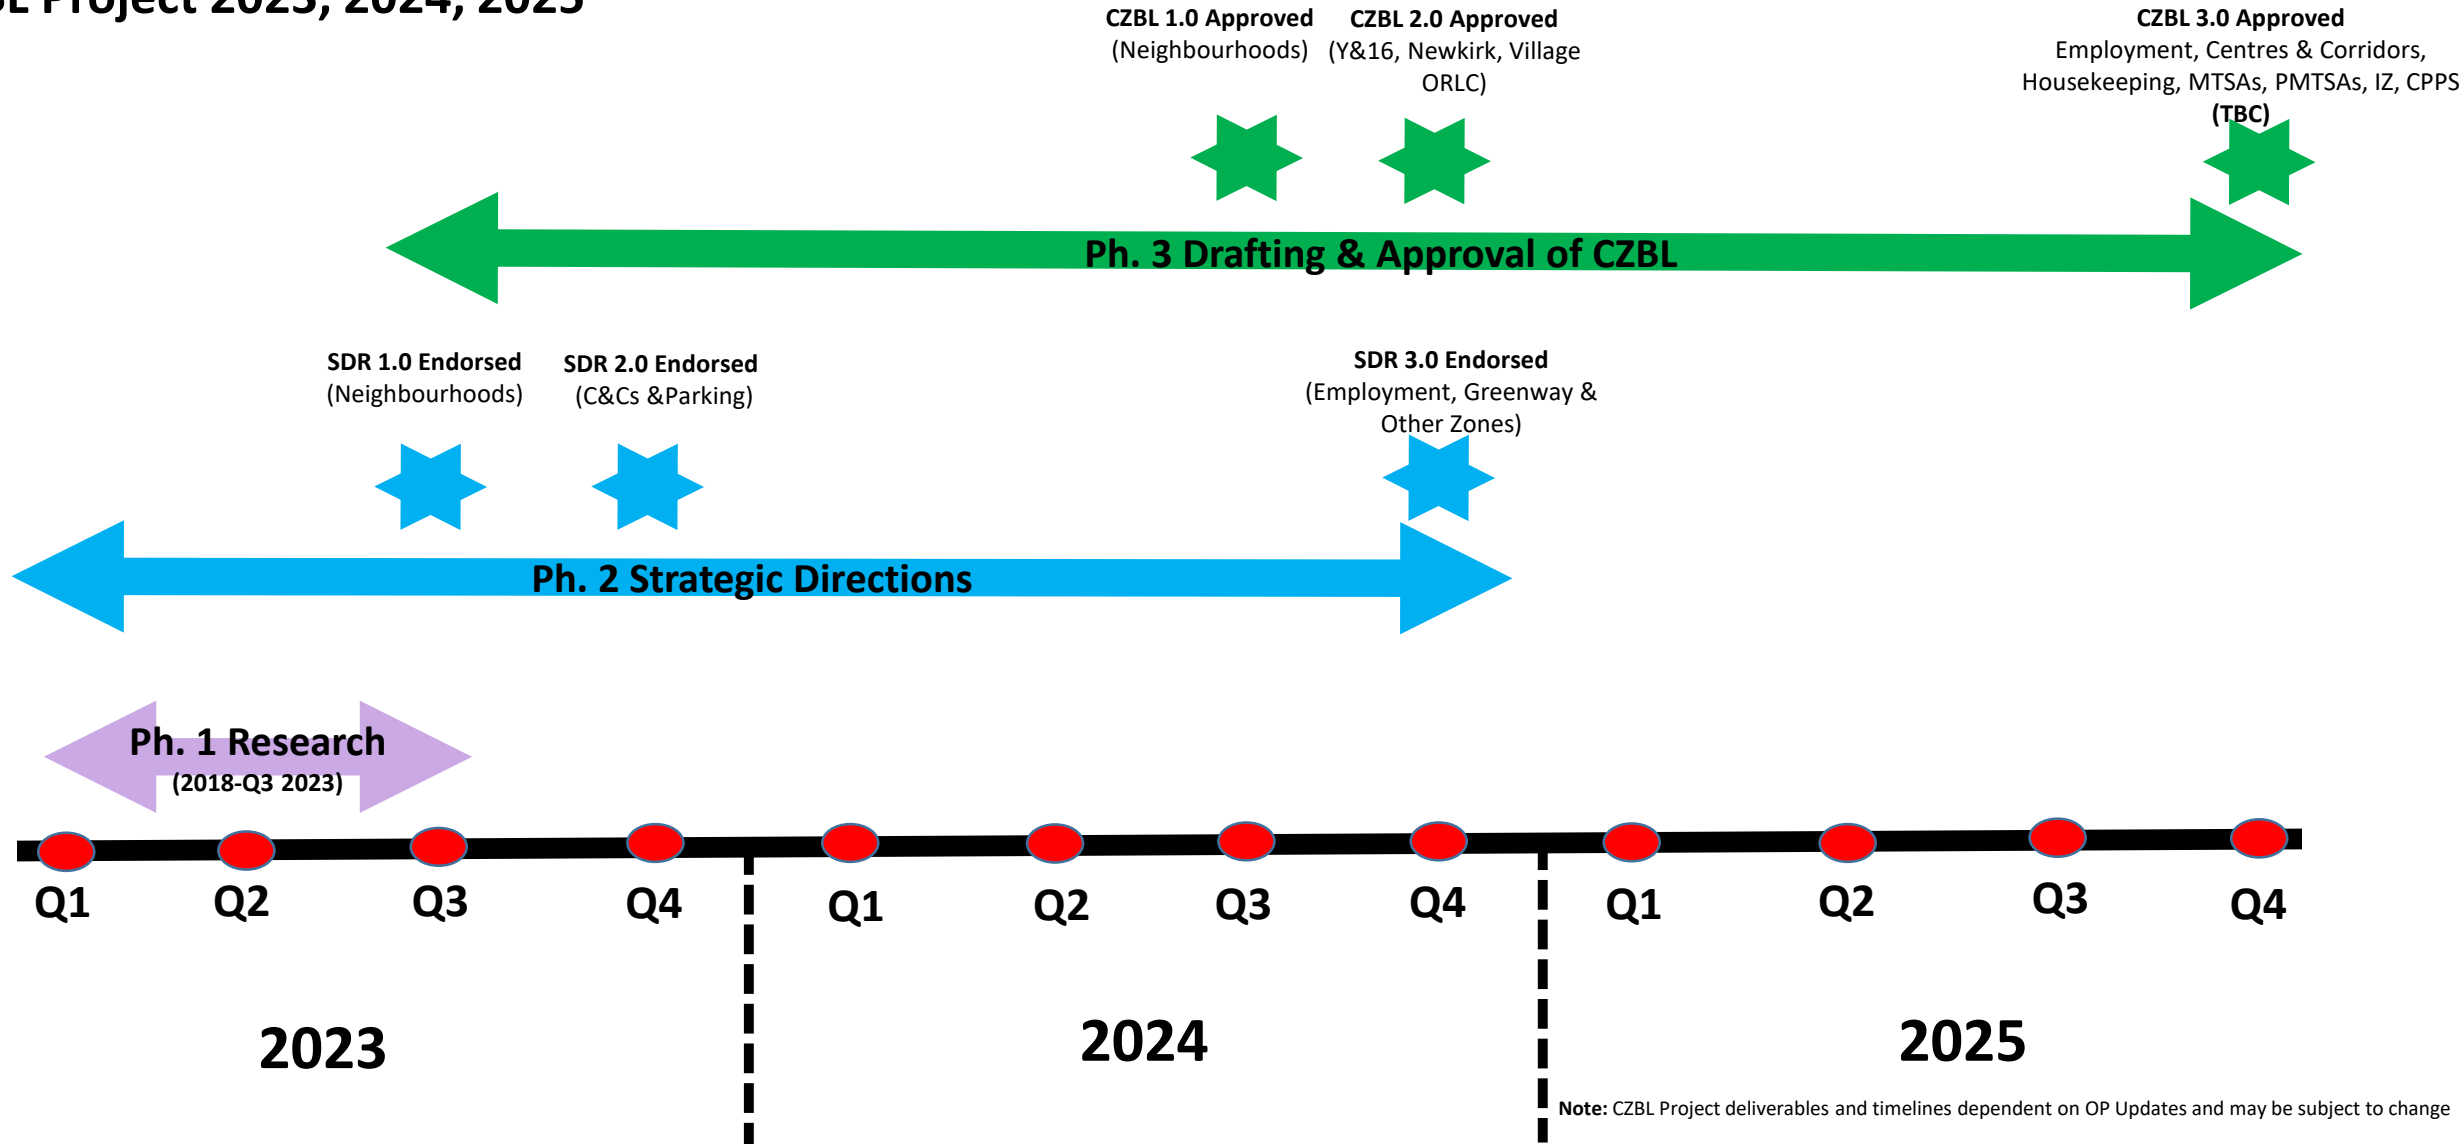 BL Project 2023, 2024, 2025
CZBL 1.0 Approved
(Neighbourhoods)
CZBL 2.0 Approved
(Y&16, Newkirk, Village
ORLC)
CZBL 3.0 Approved
Employment, Centres & Corridors,
Housekeeping, MTSAs, PMTSAs, IZ, CPPS
(TBC)
Ph. 3 Drafting & Approval of CZBL
SDR 1.0 Endorsed
(Neighbourhoods)
SDR 2.0 Endorsed
(C&Cs &Parking)
SDR 3.0 Endorsed
(Employment, Greenway &
Other Zones)
Ph. 2 Strategic Directions
Ph. 1 Research
(2018-Q3 2023)
Q1
Q2
Q3
Q4
Q1
Q2
Q3
Q4
Q1
Q2
Q3
Q4
2023
2024
2025
Note: CZBL Project deliverables and timelines dependent on OP Updates and may be subject to change